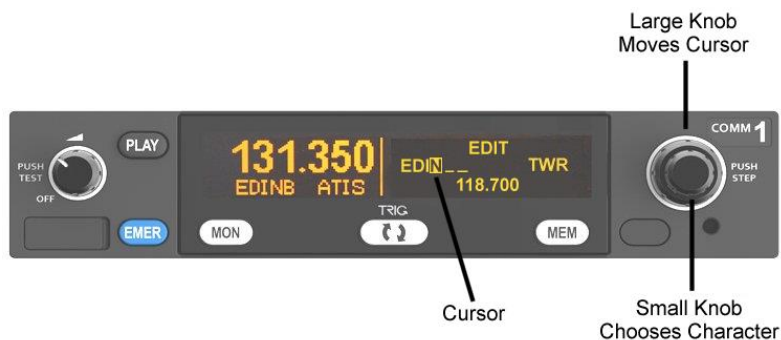 Large Knob
Moves Cursor
COMM 1
PLAY
PUSH
TEST
OFF
131.350
EDINB ATIS
EDIT
EDIN_ _ TWR
118.700
PUSH
STEP
EMER
MON
TRIG
MEM
Cursor
Small Knob
Chooses Character